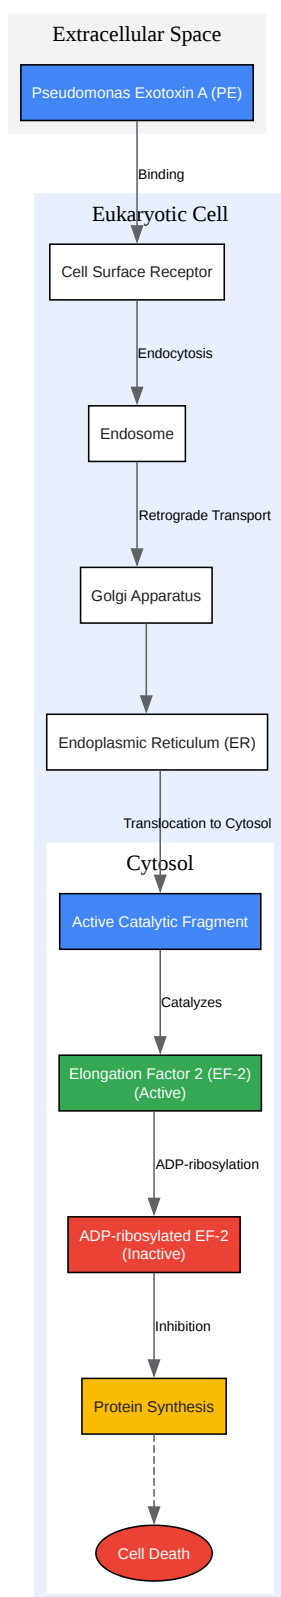 Extracellular Space
Pseudomonas Exotoxin A (PE)
Binding
Eukaryotic Cell
Cell Surface Receptor
Endocytosis
Endosome
Retrograde Transport
Golgi Apparatus
Endoplasmic Reticulum (ER)
Translocation to Cytosol
Cytosol
Active Catalytic Fragment
Catalyzes
Elongation Factor 2 (EF-2)
(Active)
ADP-ribosylation
ADP-ribosylated EF-2
(Inactive)
Inhibition
Protein Synthesis
Cell Death